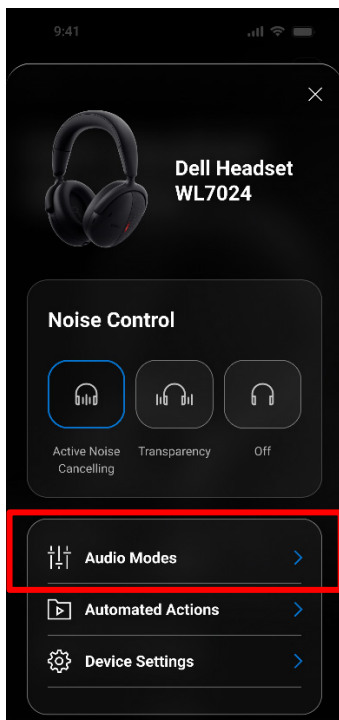 9:41
Dell Headset
WL7024
Noise Control
Active Noise
Cancelling
Transparency
Off
Audio Modes
Automated Actions
Device Settings